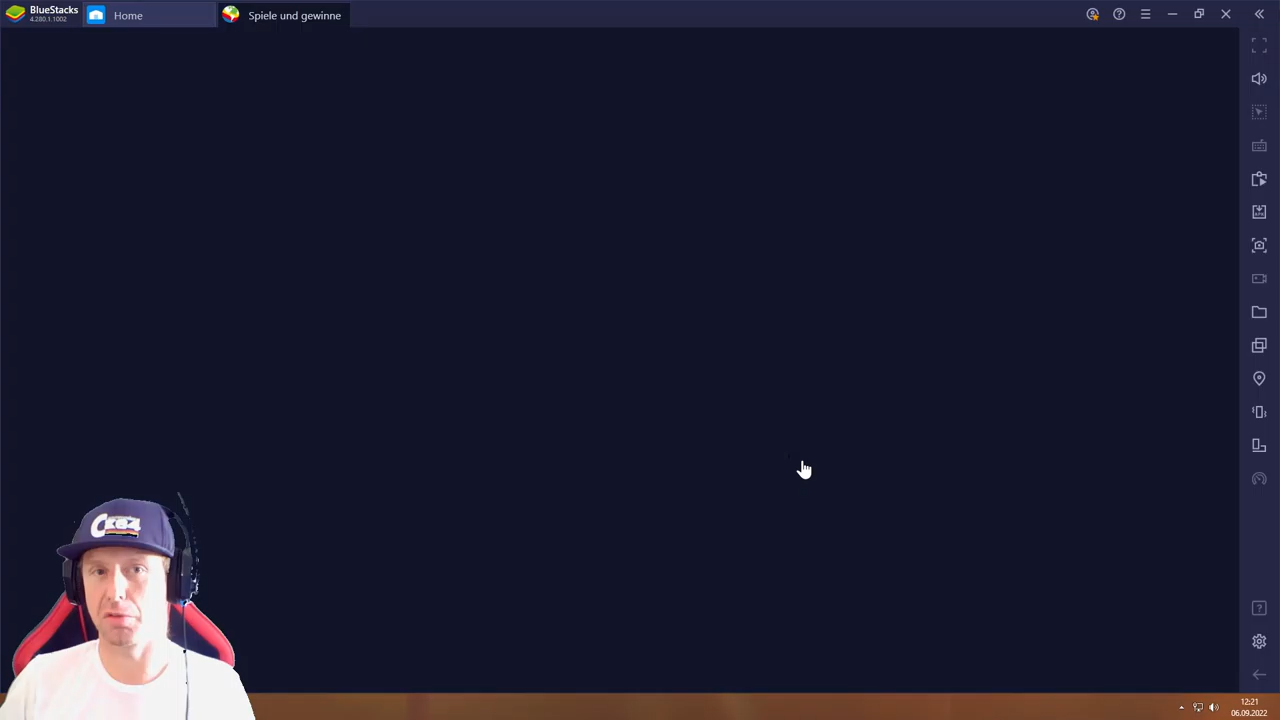 BlueStacks
4.280.1.1002
Home
Spiele und gewinne
12:21
06.09.2022